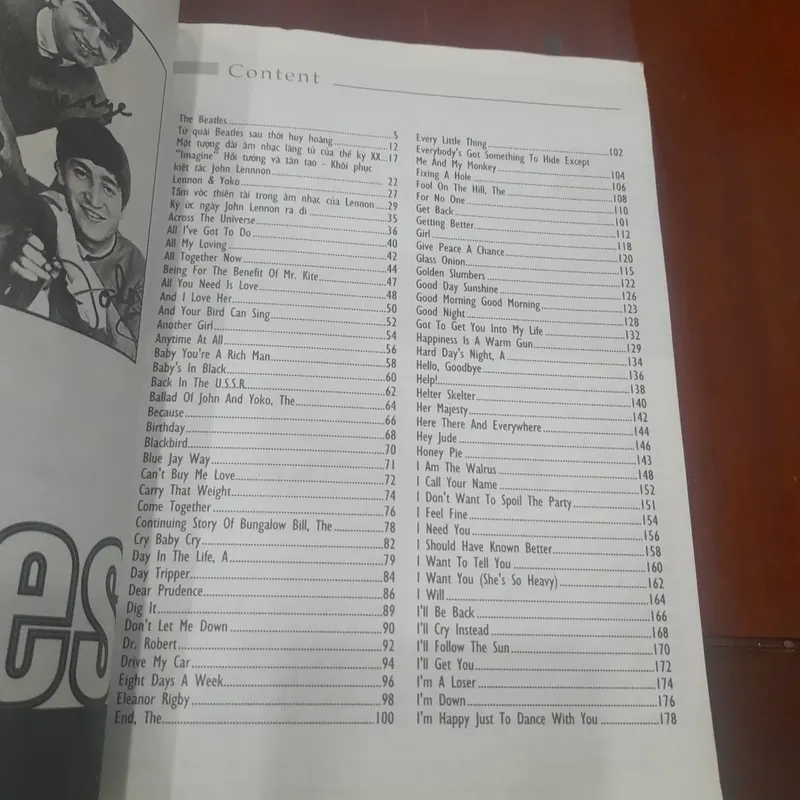 George
John
es
Content
The Beatles.....5
Tứ quái Beatles sau thời huy hoàng.....12
Một tượng đài âm nhạc lãng tử của thế kỷ XX...17
"Imagine" Hồi tưởng và tân tạo - Khôi phục
kiệt tác John Lennnon.....22
Lennon & Yoko.....27
Tầm vóc thiên tài trong âm nhạc của Lennon.....29
Ký ức ngày John Lennon ra đi.....35
Across The Universe.....36
All I've Got To Do.....40
All My Loving.....42
All Together Now.....44
Being For The Benefit Of Mr. Kite.....47
All You Need Is Love.....48
And I Love Her.....50
And Your Bird Can Sing.....52
Another Girl.....54
Anytime At All.....56
Baby You're A Rich Man.....58
Baby's In Black.....60
Back In The U.S.S.R.....62
Ballad Of John And Yoko, The.....64
Because.....66
Birthday.....68
Blackbird.....70
Blue Jay Way.....71
Can't Buy Me Love.....72
Carry That Weight.....74
Come Together.....76
Continuing Story Of Bungalow Bill, The.....78
Cry Baby Cry.....82
Day In The Life, A.....79
Day Tripper.....84
Dear Prudence.....86
Dig It.....89
Don't Let Me Down.....90
Dr. Robert.....92
Drive My Car.....94
Eight Days A Week.....96
Eleanor Rigby.....98
End, The.....100
Every Little Thing.....102
Everybody's Got Something To Hide Except
Me And My Monkey.....104
Fixing A Hole.....106
Fool On The Hill, The.....108
For No One.....110
Get Back.....101
Getting Better.....112
Girl.....118
Give Peace A Chance.....120
Glass Onion.....115
Golden Slumbers.....122
Good Day Sunshine.....126
Good Morning Good Morning.....123
Good Night.....128
Got To Get You Into My Life.....132
Happiness Is A Warm Gun.....129
Hard Day's Night, A.....134
Hello, Goodbye.....136
Help!.....138
Helter Skelter.....140
Her Majesty.....142
Here There And Everywhere.....144
Hey Jude.....146
Honey Pie.....143
I Am The Walrus.....148
I Call Your Name.....152
I Don't Want To Spoil The Party.....151
I Feel Fine.....154
I Need You.....156
I Should Have Known Better.....158
I Want To Tell You.....160
I Want You (She's So Heavy).....162
I Will.....164
I'll Be Back.....166
I'll Cry Instead.....168
I'll Follow The Sun.....170
I'll Get You.....172
I'm A Loser.....174
I'm Down.....176
I'm Happy Just To Dance With You.....178